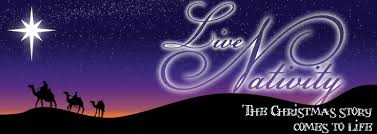 Live
Nativity
The Christmas story
comes to life